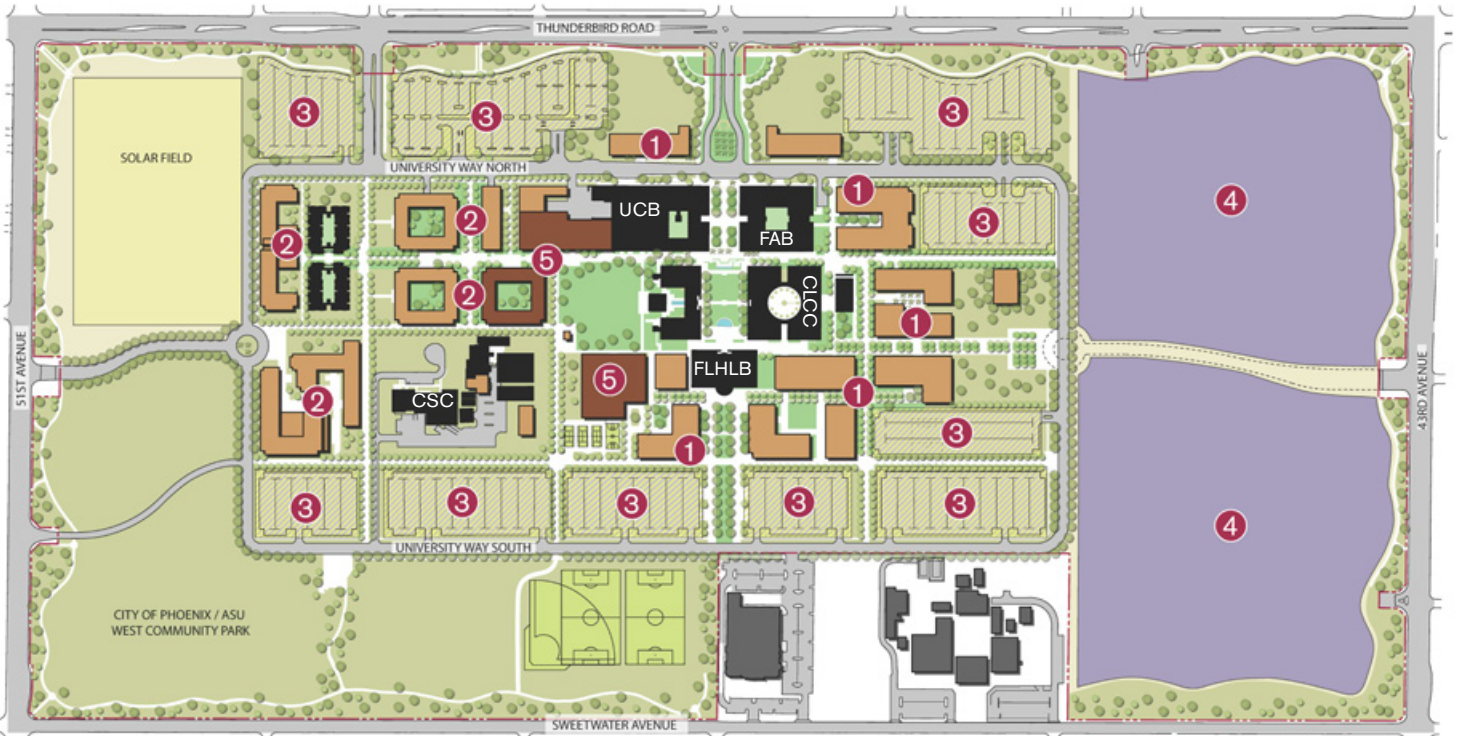 THUNDERBIRD ROAD
3
3
3
1
SOLAR FIELD
UNIVERSITY WAY NORTH
1
4
2
2
UCB
FAB
3
5
2
CLCC
1
51ST AVENUE
43RD AVENUE
2
CSC
5
FLHLB
1
3
1
3
3
3
3
3
4
UNIVERSITY WAY SOUTH
CITY OF PHOENIX / ASU
WEST COMMUNITY PARK
SWEETWATER AVENUE